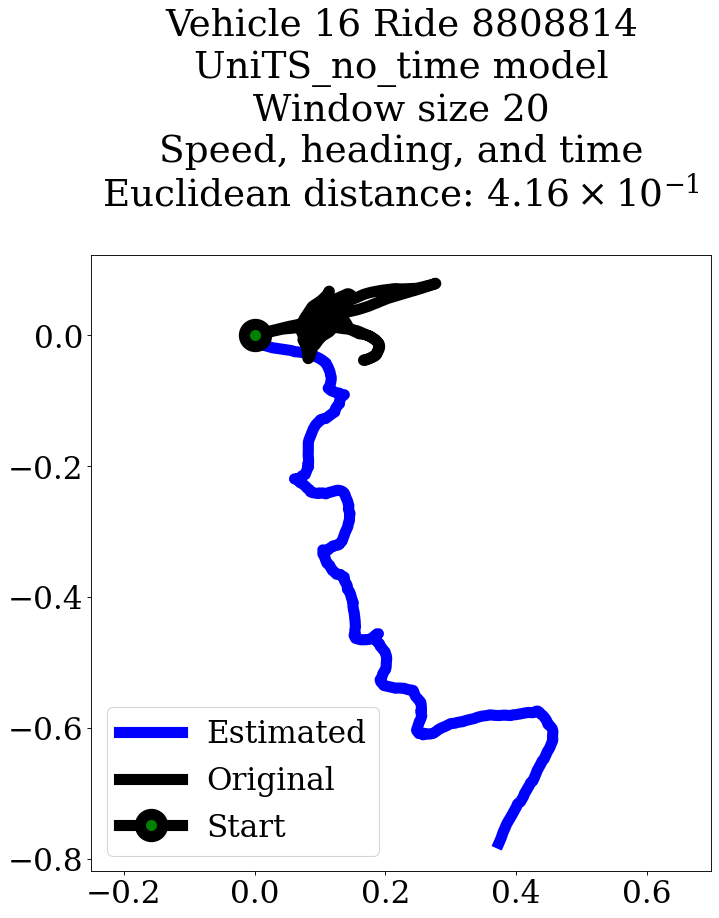 Vehicle 16 Ride 8808814
UniTS_no_time model
Window size 20
Speed, heading, and time
Euclidean distance: $4.16 \times 10^{-1}$
0.0
−0.2
−0.4
−0.6
−0.8
Estimated
Original
Start
−0.2 0.0 0.2 0.4 0.6